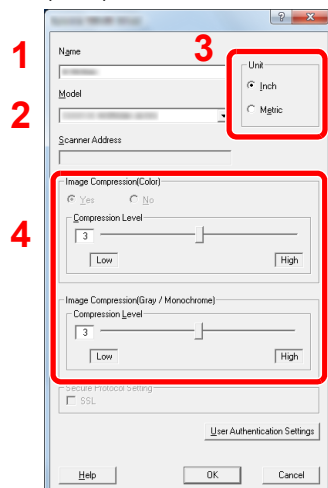 1
Name
3
Unit
Inch
Metric
2
Model
Scanner Address
4
Image Compression(Color)
Yes No
Compression Level
3
Low High
Image Compression(Gray / Monochrome)
Compression Level
3
Low High
Secure Protocol Setting
SSL
User Authentication Settings
Help OK Cancel